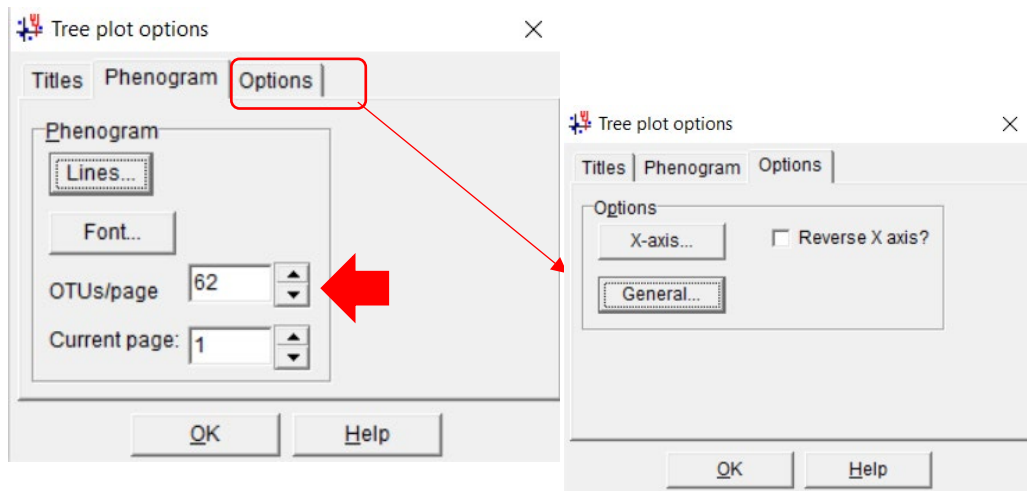 Tree plot options
Titles Phenogram Options
Phenogram
Lines...
Font...
OTUs/page 62
Current page: 1
OK Help
Tree plot options
Titles Phenogram Options
Options
X-axis... Reverse X axis?
General...
OK Help